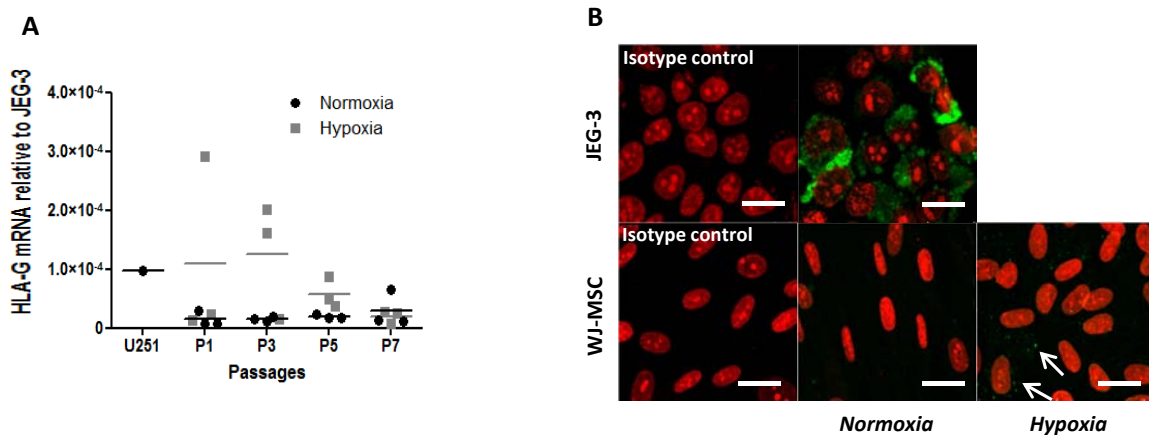 A
HLA-G mRNA relative to JEG-3
4.0×10⁻⁴
3.0×10⁻⁴
2.0×10⁻⁴
1.0×10⁻⁴
0
Normoxia
Hypoxia
U251 P1 P3 P5 P7
Passages
B
Isotype control
JEG-3
Isotype control
WJ-MSC
Normoxia Hypoxia